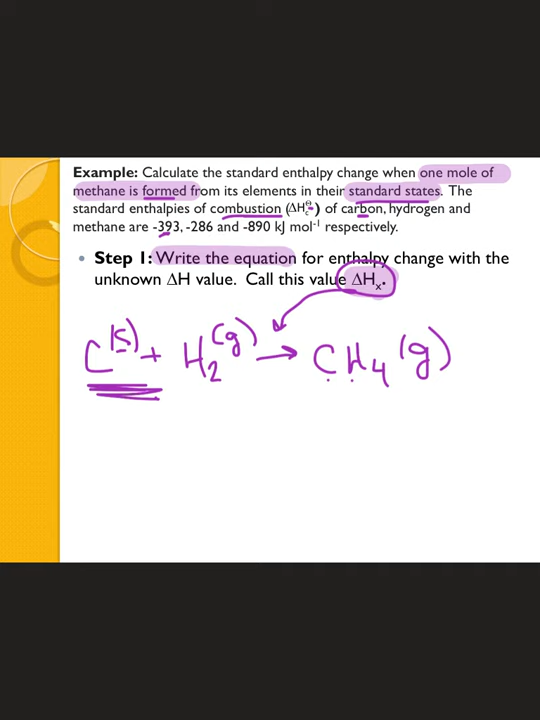 Example: Calculate the standard enthalpy change when one mole of
methane is formed from its elements in their standard states. The
standard enthalpies of combustion (ΔHc⦵) of carbon, hydrogen and
methane are -393, -286 and -890 kJ mol⁻¹ respectively.
• Step 1: Write the equation for enthalpy change with the
unknown ΔH value. Call this value ΔHₓ.
C(s) + H₂(g) → CH₄(g)